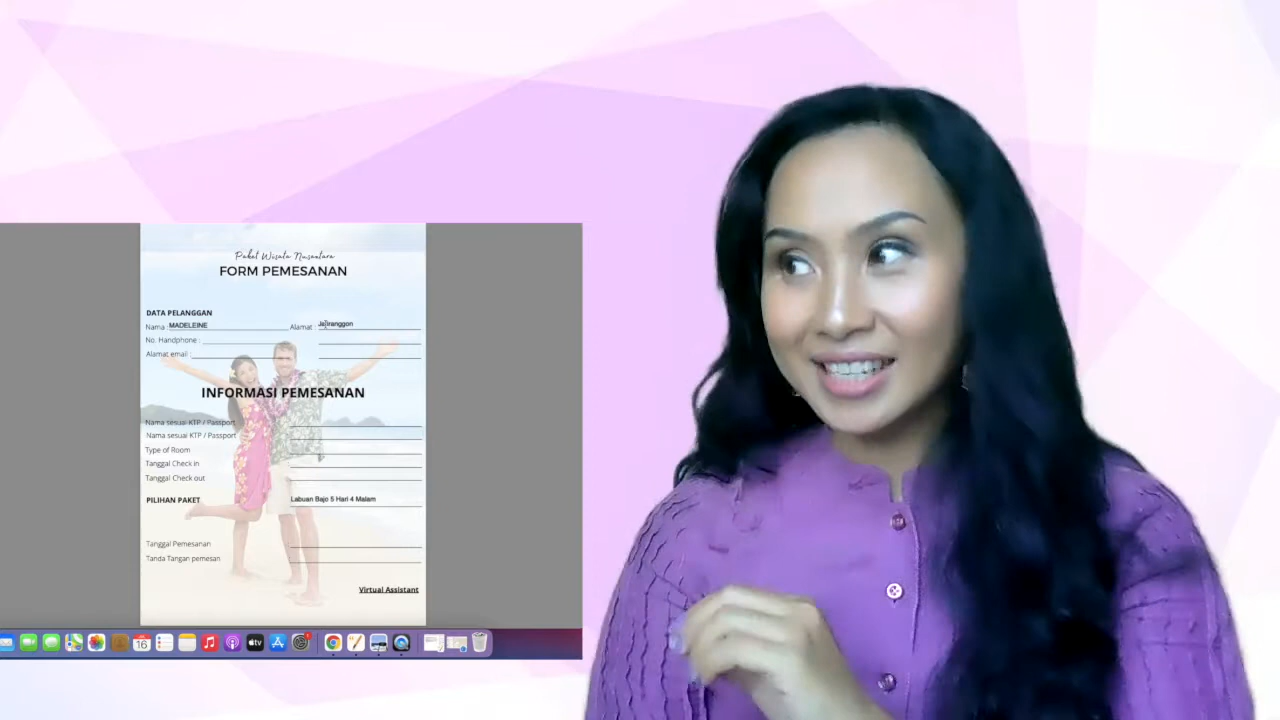 Paket Wisata Nusantara
FORM PEMESANAN
DATA PELANGGAN
Nama : MADELEINE Alamat : Jatiranggon
No. Handphone :
Alamat email :
INFORMASI PEMESANAN
Nama sesuai KTP / Passport
Nama sesuai KTP / Passport
Type of Room
Tanggal Check in
Tanggal Check out
PILIHAN PAKET Labuan Bajo 5 Hari 4 Malam
Tanggal Pemesanan
Tanda Tangan pemesan
Virtual Assistant
16
tv